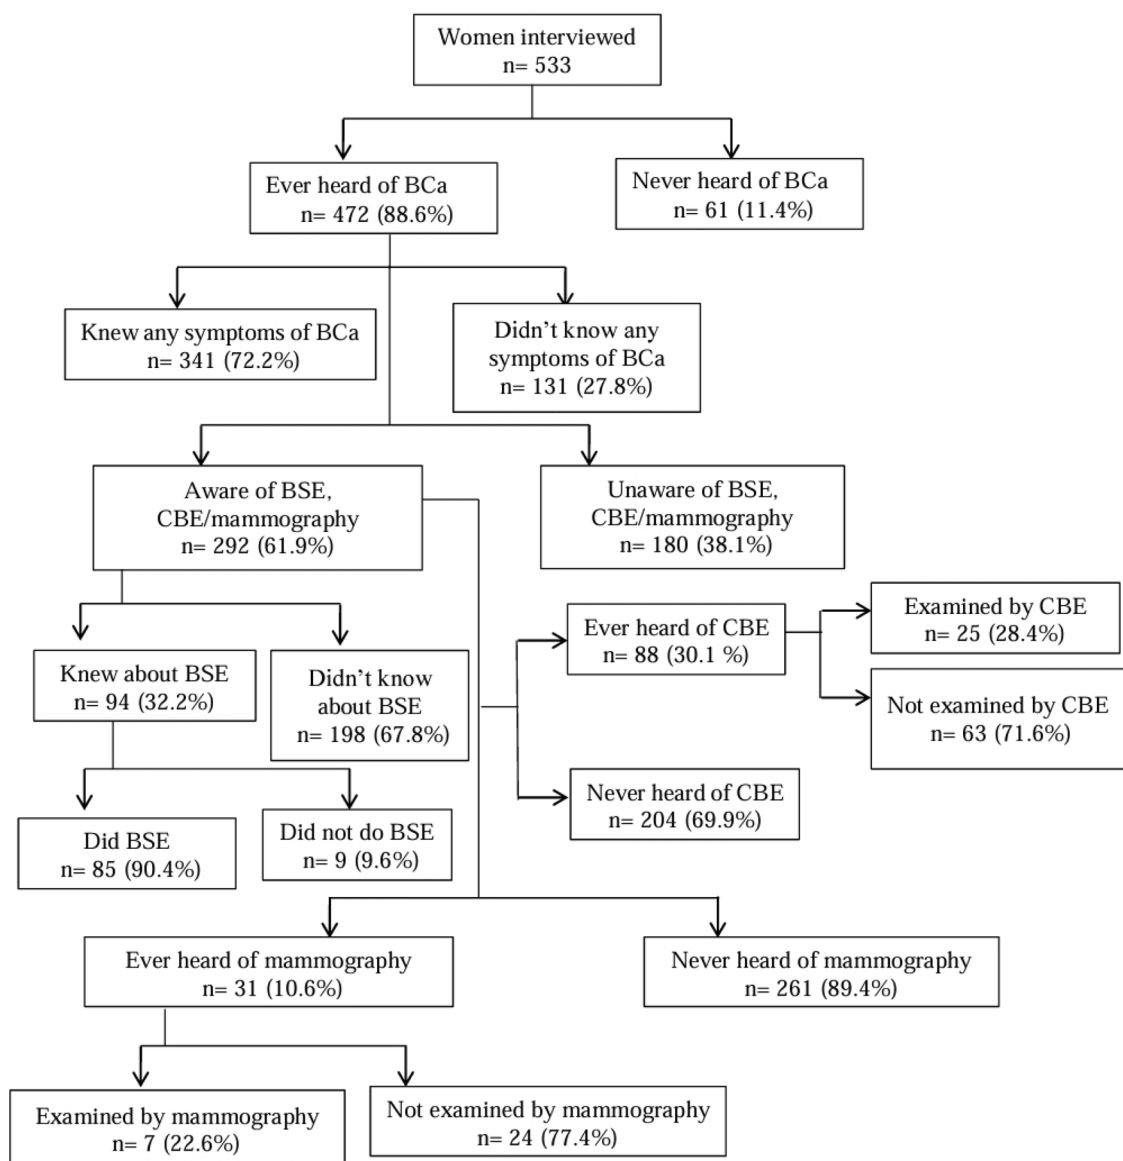 Women interviewed
n= 533
Ever heard of BCa
n= 472 (88.6%)
Never heard of BCa
n= 61 (11.4%)
Knew any symptoms of BCa
n= 341 (72.2%)
Didn't know any
symptoms of BCa
n= 131 (27.8%)
Aware of BSE,
CBE/mammography
n= 292 (61.9%)
Unaware of BSE,
CBE/mammography
n= 180 (38.1%)
Knew about BSE
n= 94 (32.2%)
Didn't know
about BSE
n= 198 (67.8%)
Ever heard of CBE
n= 88 (30.1 %)
Examined by CBE
n= 25 (28.4%)
Not examined by CBE
n= 63 (71.6%)
Never heard of CBE
n= 204 (69.9%)
Did BSE
n= 85 (90.4%)
Did not do BSE
n= 9 (9.6%)
Ever heard of mammography
n= 31 (10.6%)
Never heard of mammography
n= 261 (89.4%)
Examined by mammography
n= 7 (22.6%)
Not examined by mammography
n= 24 (77.4%)